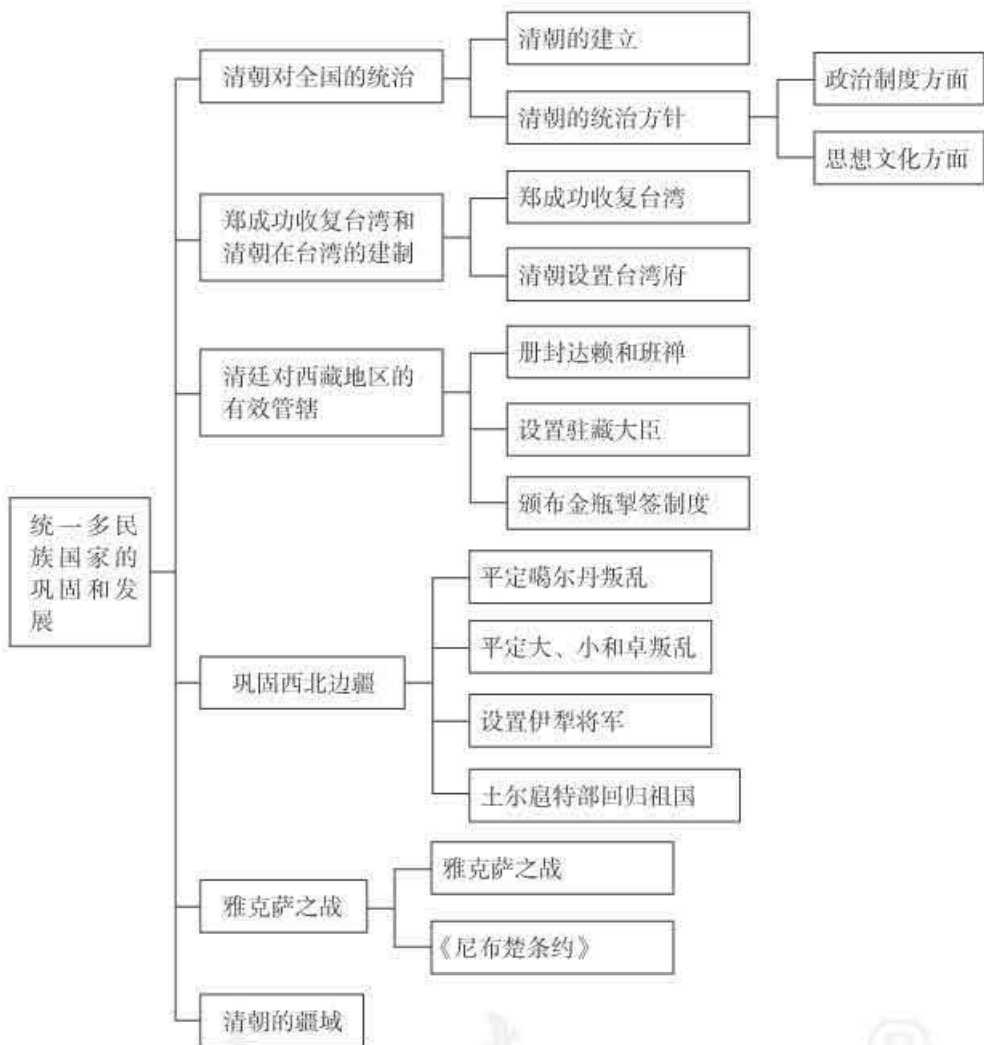 统一多民
族国家的
巩固和发
展
清朝对全国的统治
清朝的建立
清朝的统治方针
政治制度方面
思想文化方面
郑成功收复台湾和
清朝在台湾的建制
郑成功收复台湾
清朝设置台湾府
清廷对西藏地区的
有效管辖
册封达赖和班禅
设置驻藏大臣
颁布金瓶掣签制度
巩固西北边疆
平定噶尔丹叛乱
平定大、小和卓叛乱
设置伊犁将军
土尔扈特部回归祖国
雅克萨之战
雅克萨之战
《尼布楚条约》
清朝的疆域